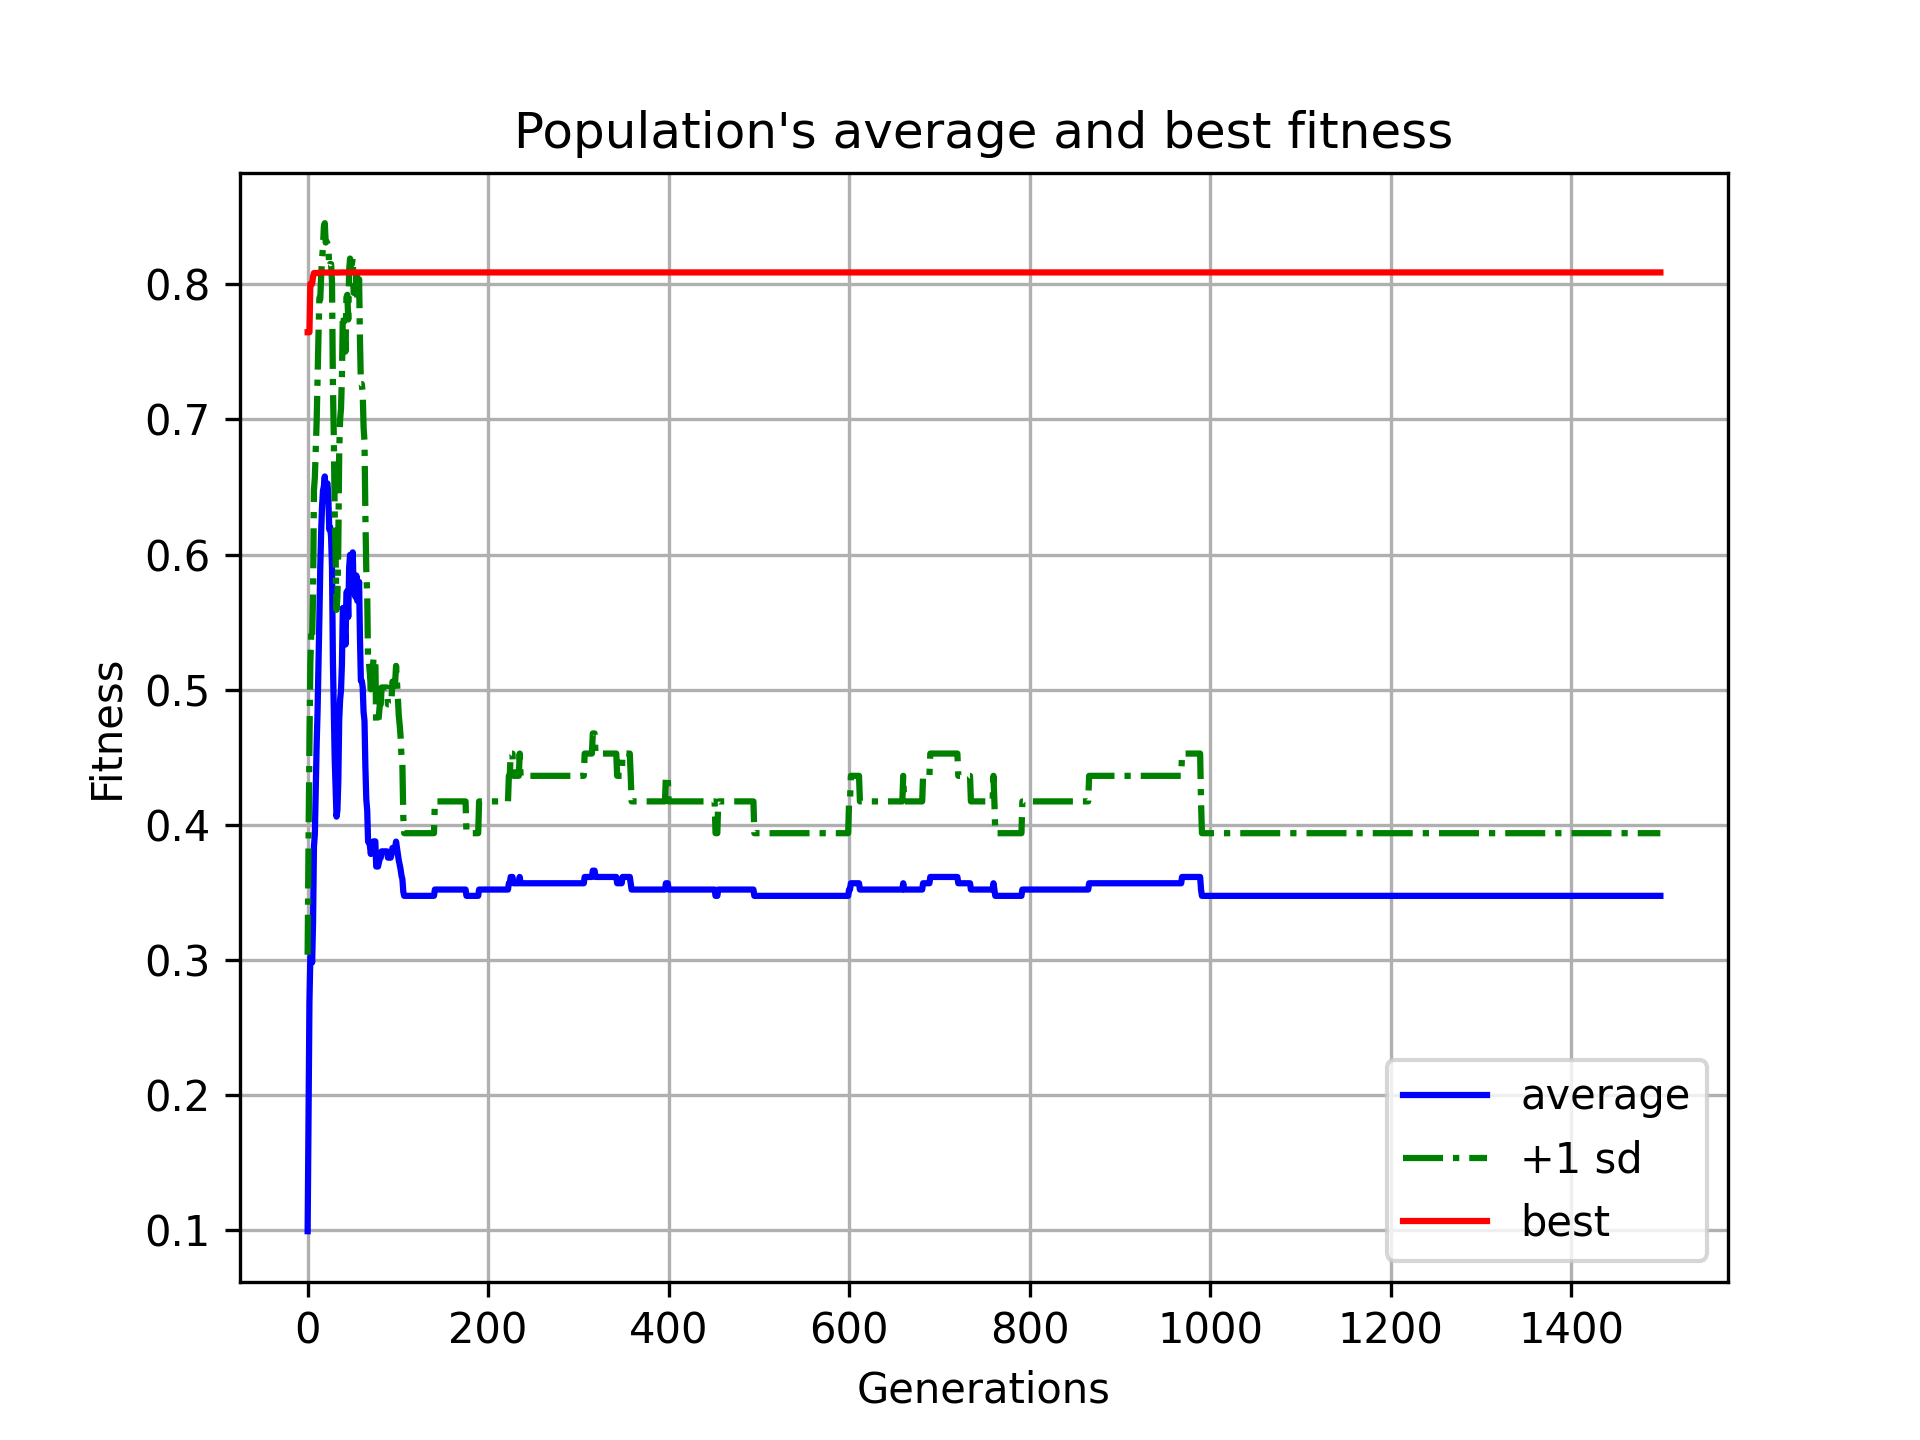 Population's average and best fitness
Fitness
0.8
0.7
0.6
0.5
0.4
0.3
0.2
0.1
0 200 400 600 800 1000 1200 1400
Generations
average
+1 sd
best